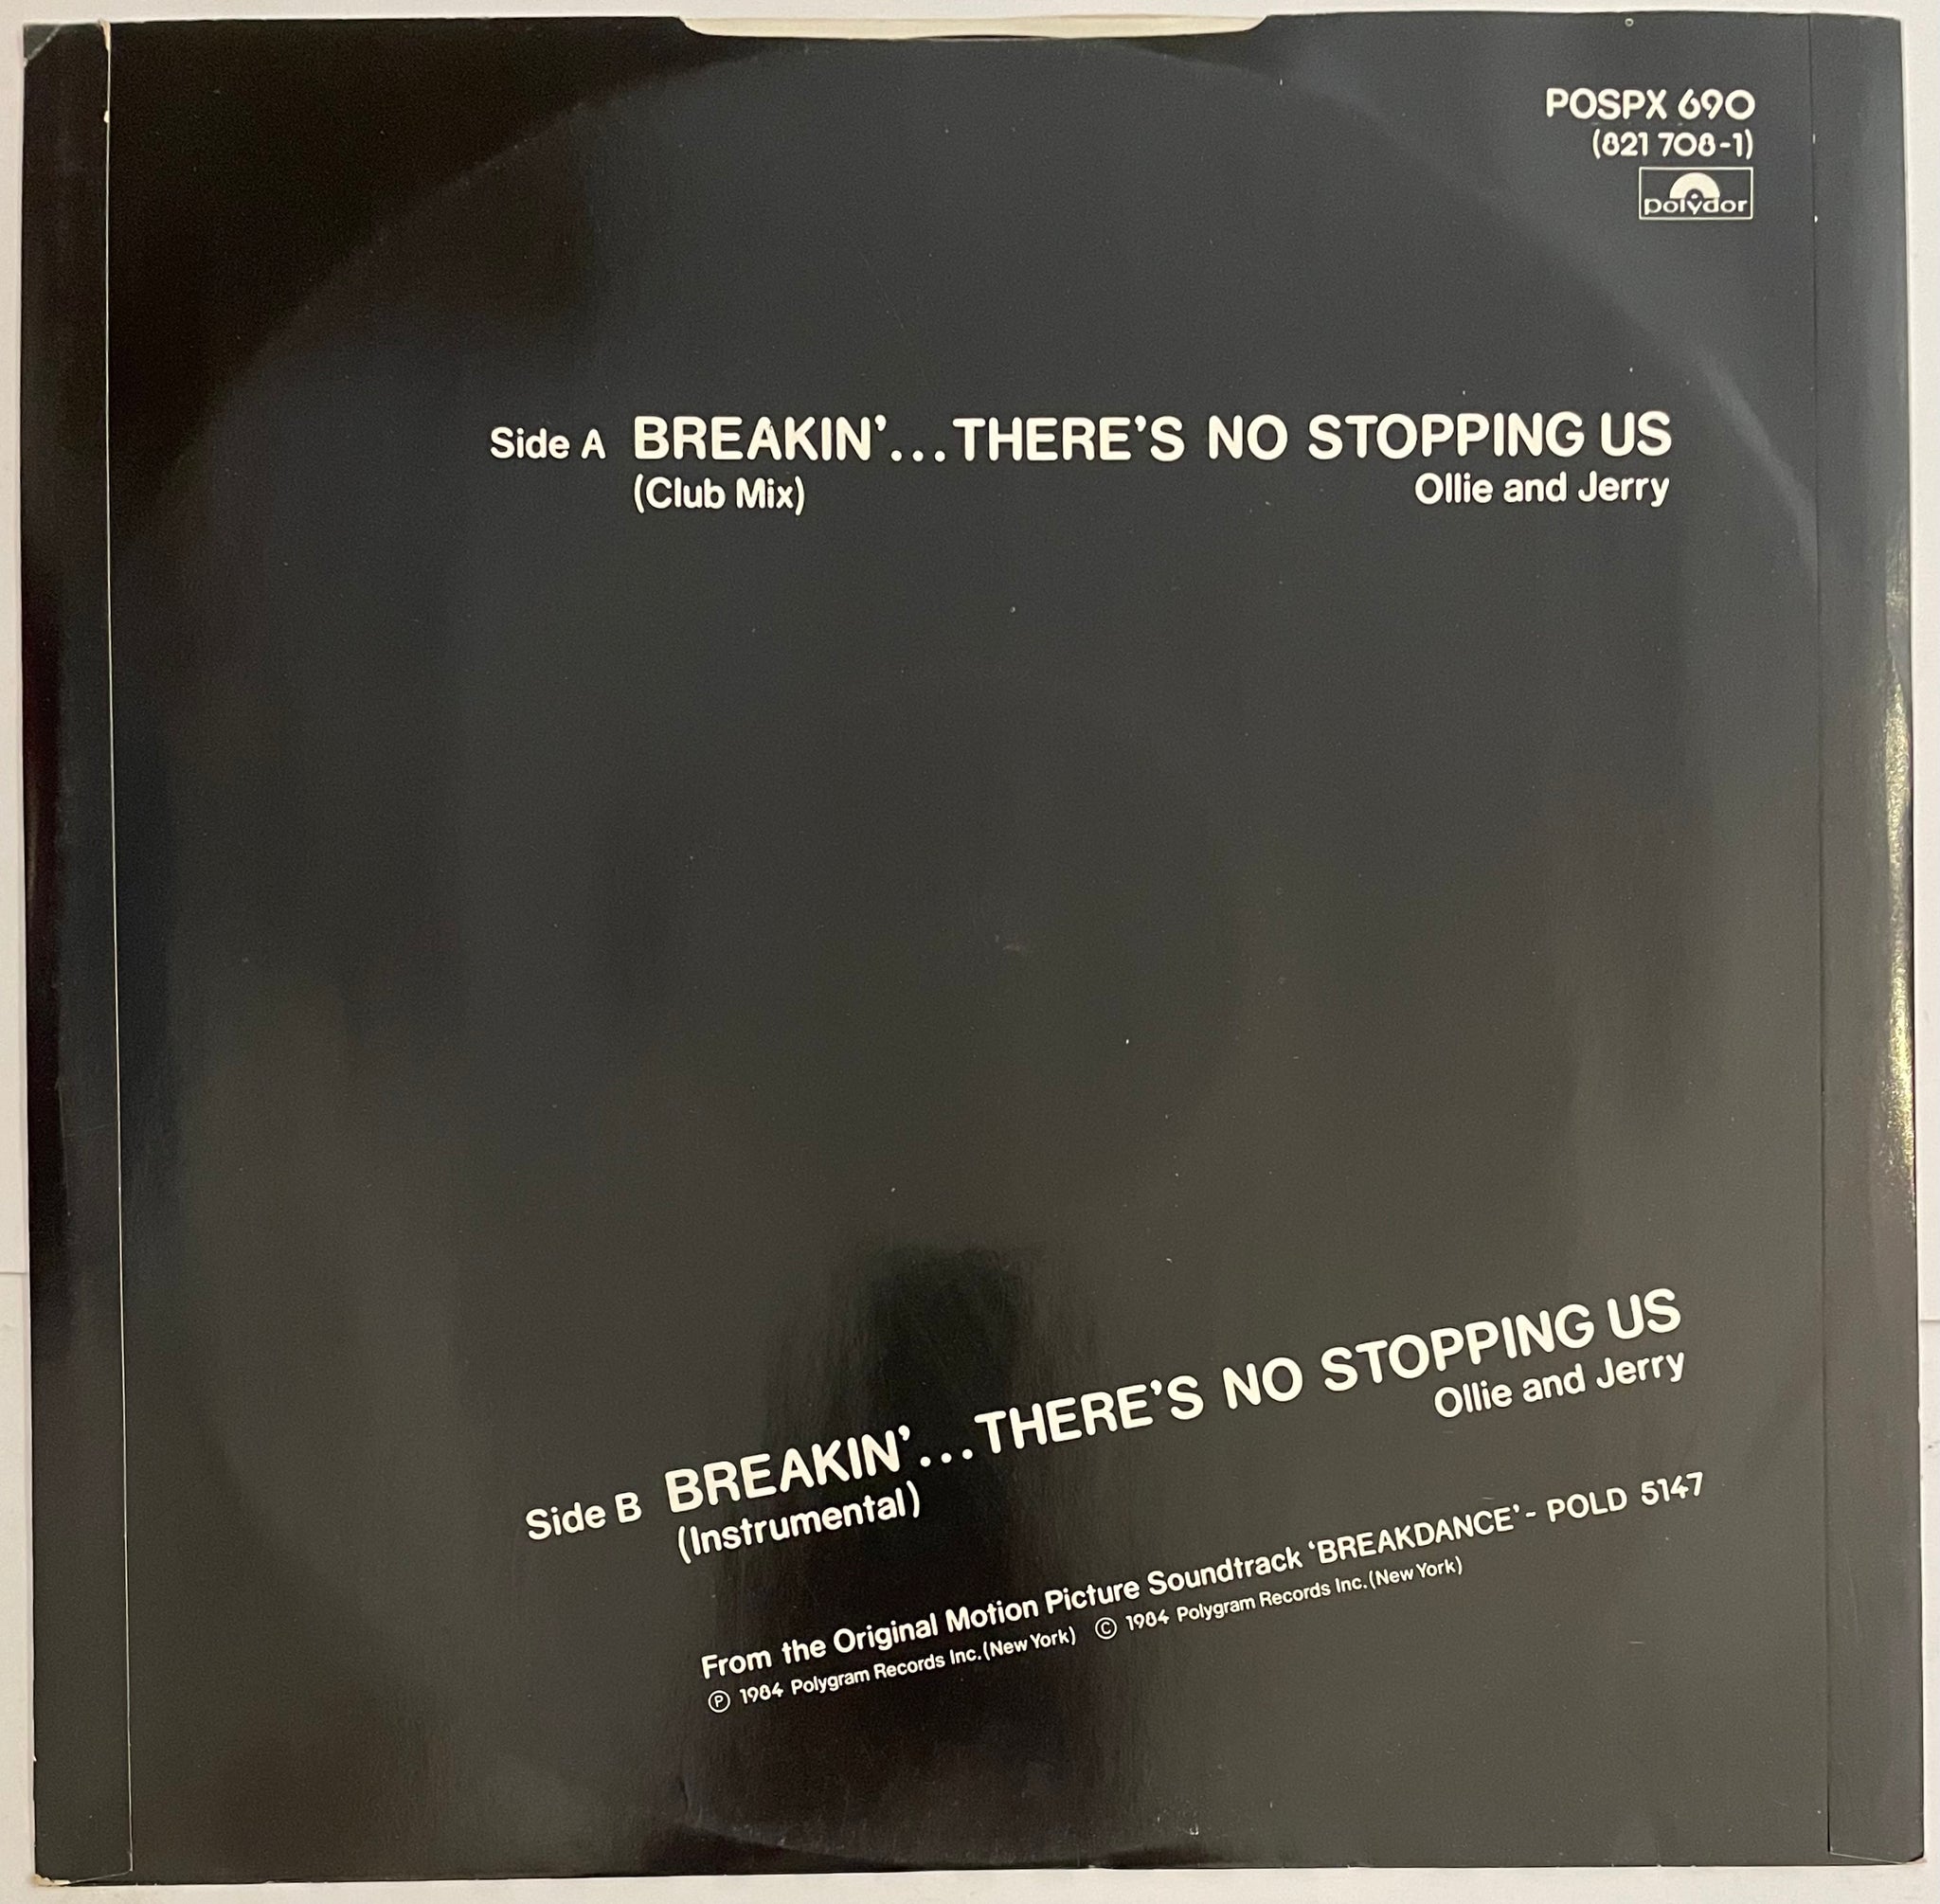 POSPX 690
(821 708-1)
polydor
Side A BREAKIN’...THERE’S NO STOPPING US
(Club Mix) Ollie and Jerry
Side B BREAKIN’...THERE’S NO STOPPING US
(Instrumental) Ollie and Jerry
From the Original Motion Picture Soundtrack ‘BREAKDANCE’ - POLD 5147
Ⓟ 1984 Polygram Records Inc. (New York) © 1984 Polygram Records Inc. (New York)